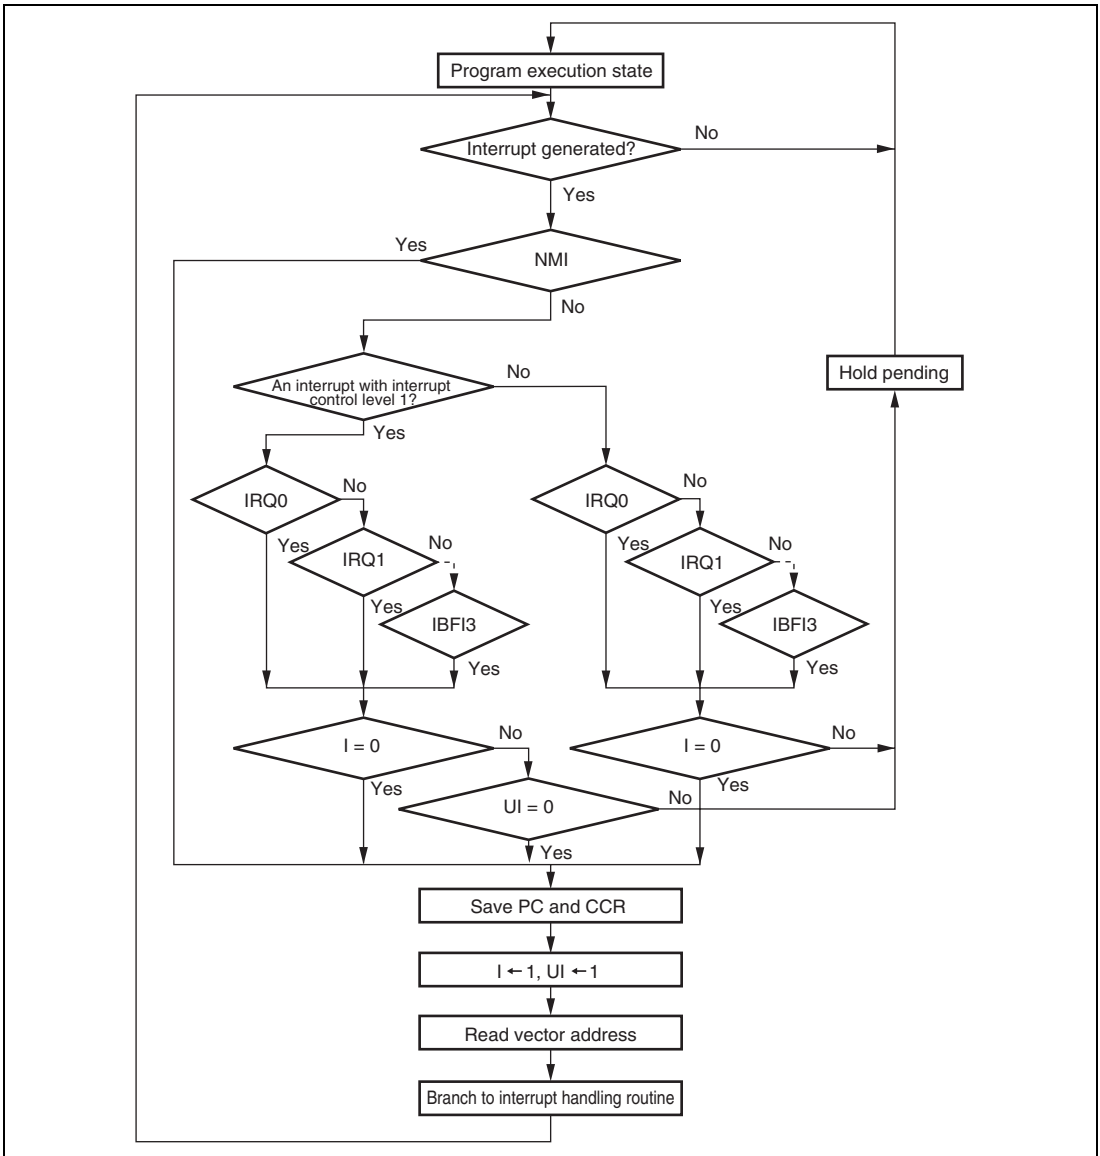 Program execution state
Interrupt generated?
No
Yes
Yes
NMI
No
An interrupt with interrupt
control level 1?
No
Hold pending
Yes
IRQ0
No
IRQ0
No
Yes
IRQ1
No
Yes
IRQ1
No
Yes
IBFI3
Yes
IBFI3
Yes
Yes
I = 0
No
I = 0
No
Yes
Yes
UI = 0
No
Yes
Save PC and CCR
I ← 1, UI ← 1
Read vector address
Branch to interrupt handling routine